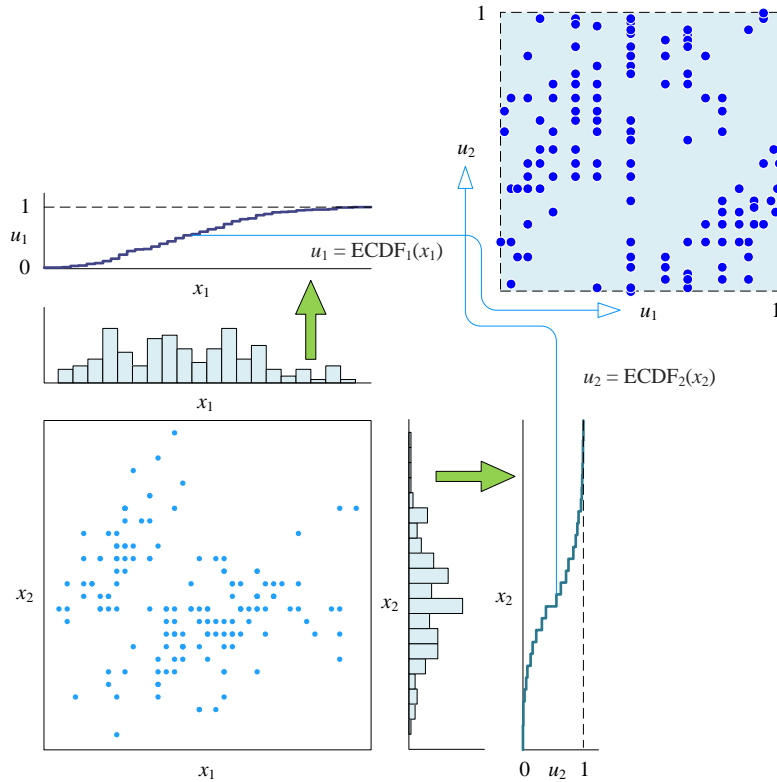 1
u₂
1
u₁
0
u₁ = ECDF₁(x₁)
x₁
u₁
1
u₂ = ECDF₂(x₂)
x₁
x₂
x₂
x₂
x₁
0
u₂
1